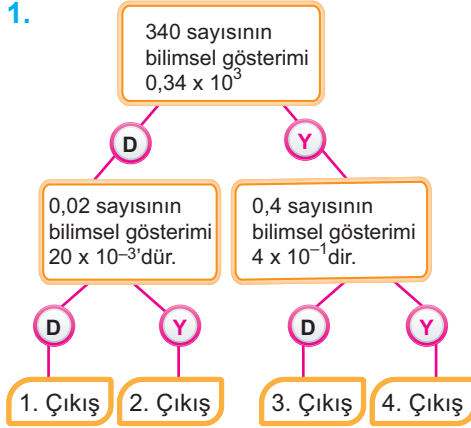 1.
340 sayısının
bilimsel gösterimi
0,34 x 10³
D
Y
0,02 sayısının
bilimsel gösterimi
20 x 10⁻³’dür.
0,4 sayısının
bilimsel gösterimi
4 x 10⁻¹dir.
D
Y
D
Y
1. Çıkış
2. Çıkış
3. Çıkış
4. Çıkış